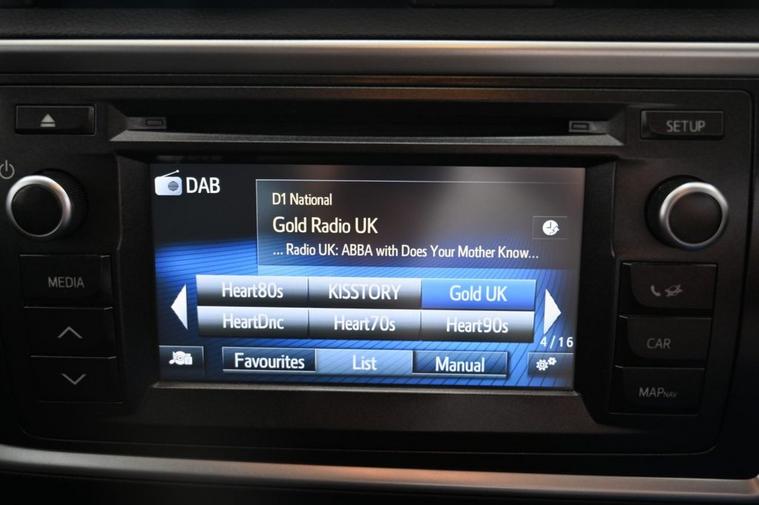 SETUP
DAB
D1 National
Gold Radio UK
... Radio UK: ABBA with Does Your Mother Know...
MEDIA
Heart80s KISSTORY Gold UK
HeartDnc Heart70s Heart90s
4/16
CAR
Favourites List Manual
MAP NAV